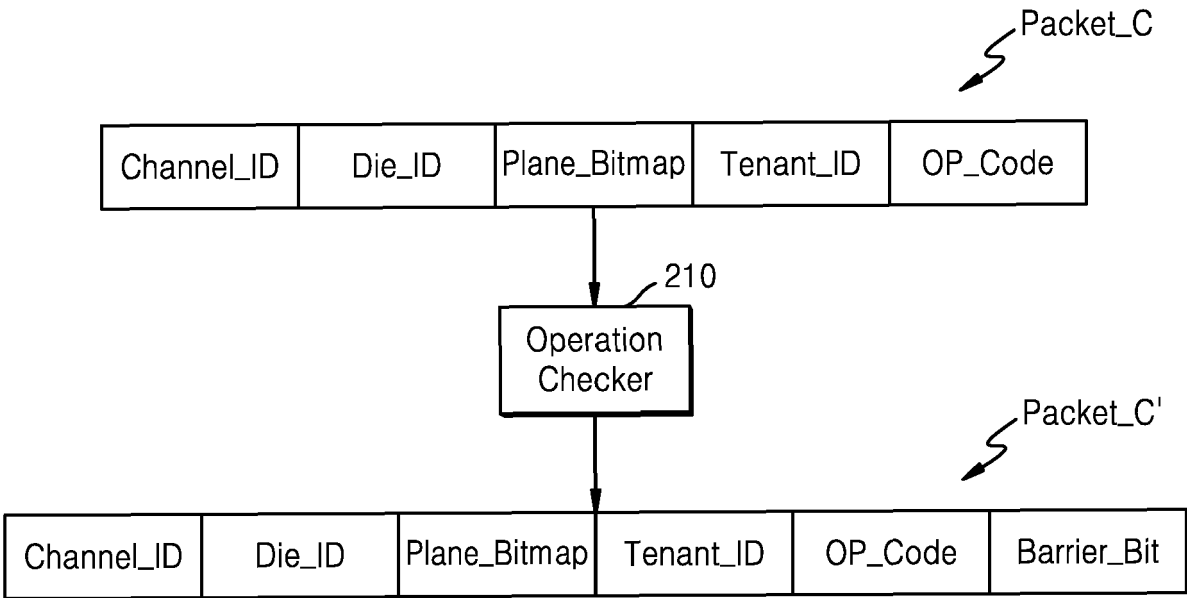 Packet_C
Channel_ID Die_ID Plane_Bitmap Tenant_ID OP_Code
210
Operation
Checker
Packet_C'
Channel_ID Die_ID Plane_Bitmap Tenant_ID OP_Code Barrier_Bit